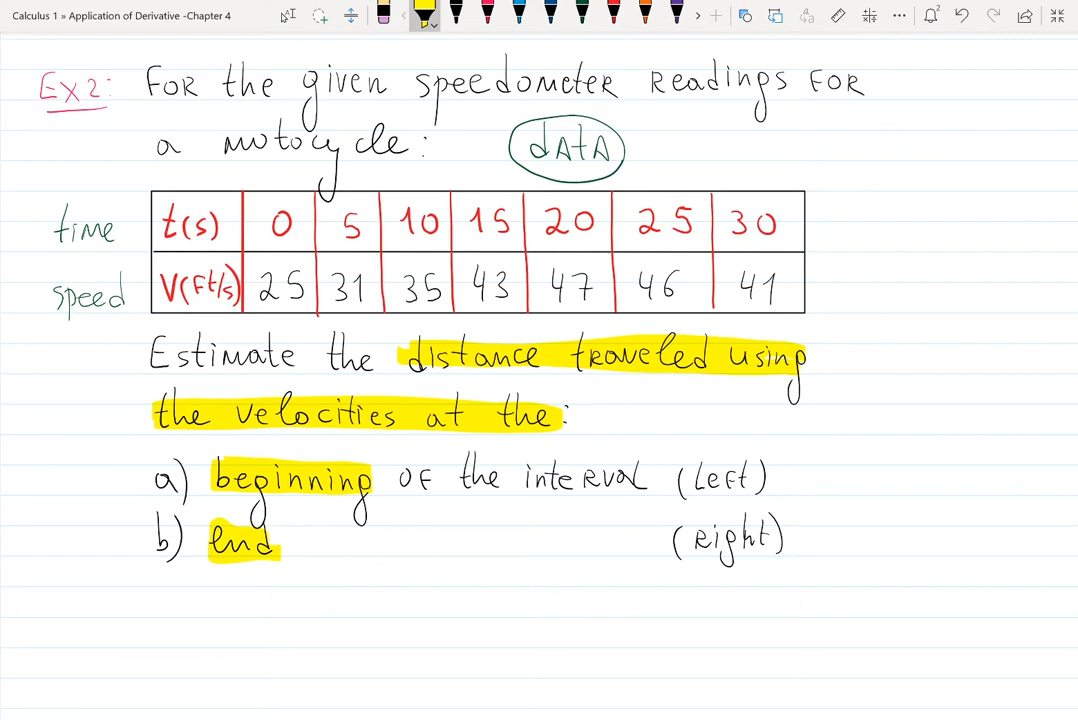 Calculus 1 » Application of Derivative -Chapter 4
Ex2: For the given speedometer Readings For
a motocycle: dAtA
time t(s) 0 5 10 15 20 25 30
speed V(Ft/s) 25 31 35 43 47 46 41
Estimate the distance traveled using
the velocities at the:
a) beginning OF the interval (Left)
b) end (Right)